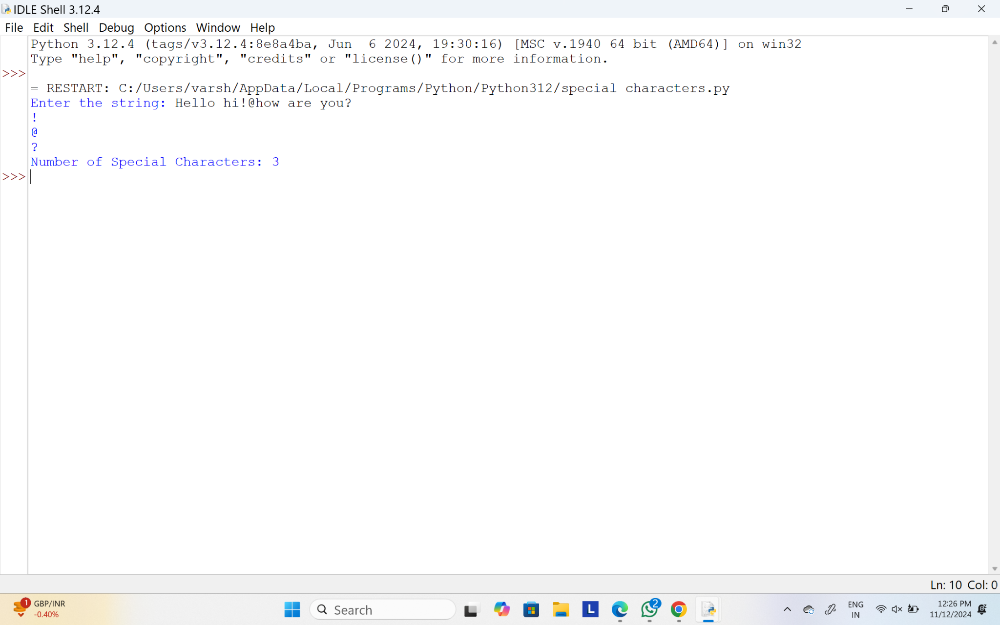 IDLE Shell 3.12.4
File Edit Shell Debug Options Window Help
Python 3.12.4 (tags/v3.12.4:8e8a4ba, Jun  6 2024, 19:30:16) [MSC v.1940 64 bit (AMD64)] on win32
Type "help", "copyright", "credits" or "license()" for more information.
>>>
= RESTART: C:/Users/varsh/AppData/Local/Programs/Python/Python312/special characters.py
Enter the string: Hello hi!@how are you?
!
@
?
Number of Special Characters: 3
>>>
Ln: 10 Col: 0
1
GBP/INR
-0.40%
Search
L
2
ENG
IN
12:26 PM
11/12/2024